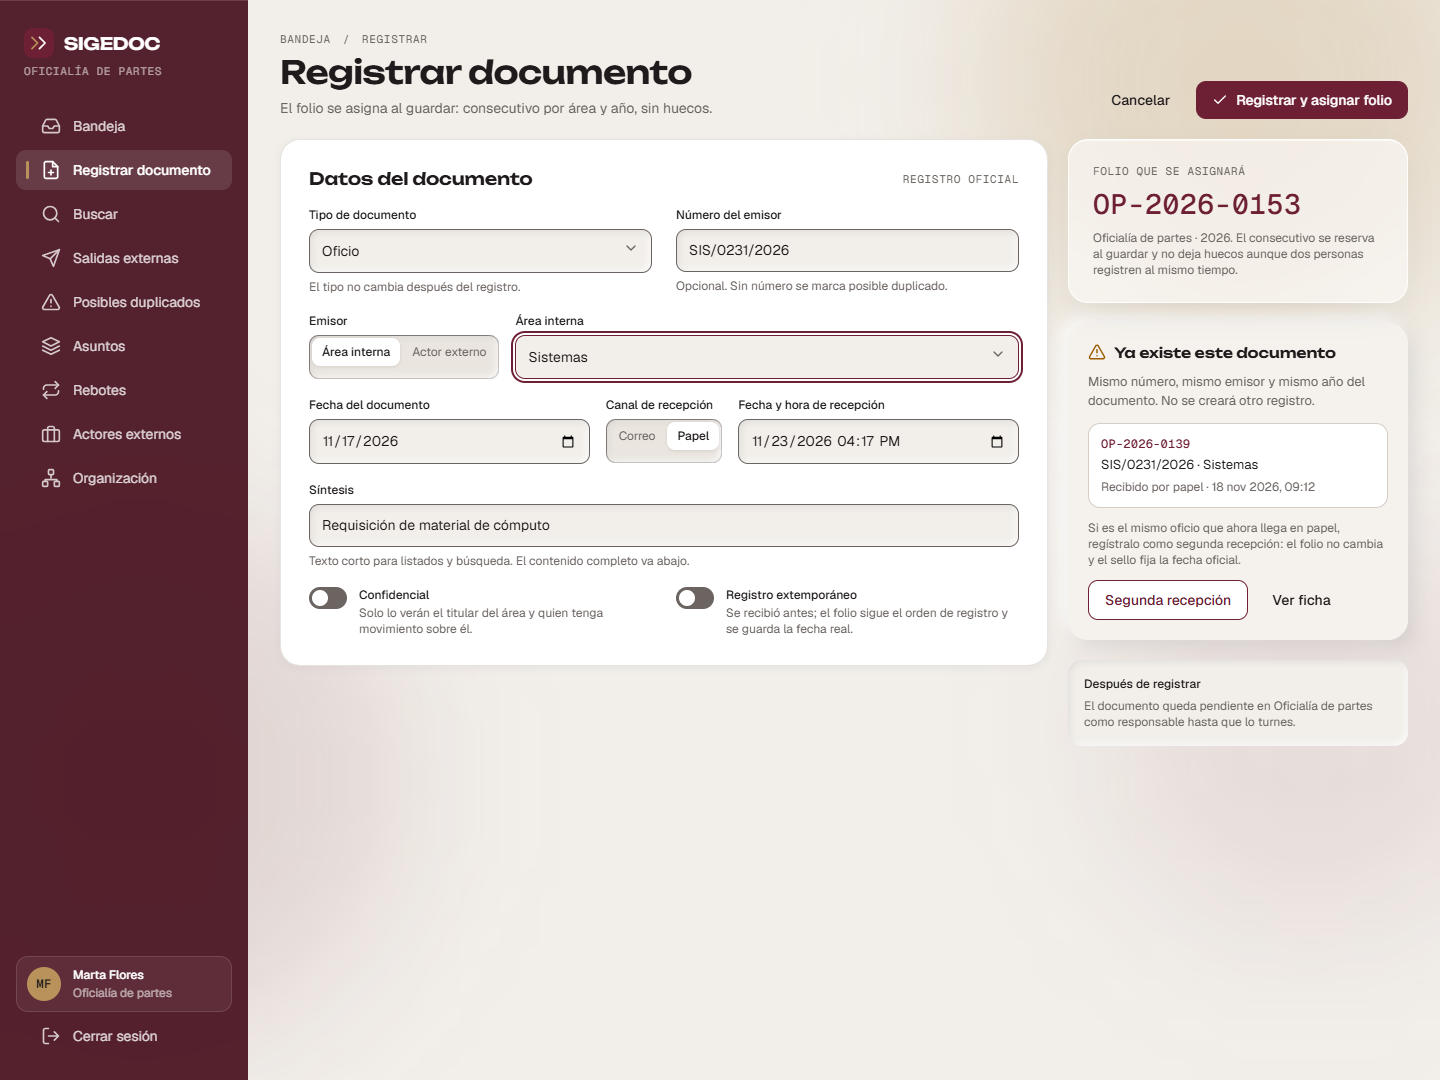 SIGEDOC
OFICIALÍA DE PARTES
Bandeja
Registrar documento
Buscar
Salidas externas
Posibles duplicados
Asuntos
Rebotes
Actores externos
Organización
MF
Marta Flores
Oficialía de partes
Cerrar sesión
BANDEJA / REGISTRAR
Registrar documento
El folio se asigna al guardar: consecutivo por área y año, sin huecos.
Cancelar
Registrar y asignar folio
Datos del documento
REGISTRO OFICIAL
Tipo de documento
Oficio
El tipo no cambia después del registro.
Número del emisor
SIS/0231/2026
Opcional. Sin número se marca posible duplicado.
Emisor
Área interna
Actor externo
Área interna
Sistemas
Fecha del documento
11/17/2026
Canal de recepción
Correo
Papel
Fecha y hora de recepción
11/23/2026 04:17 PM
Síntesis
Requisición de material de cómputo
Texto corto para listados y búsqueda. El contenido completo va abajo.
Confidencial
Solo lo verán el titular del área y quien tenga
movimiento sobre él.
Registro extemporáneo
Se recibió antes; el folio sigue el orden de registro y
se guarda la fecha real.
FOLIO QUE SE ASIGNARÁ
OP-2026-0153
Oficialía de partes · 2026. El consecutivo se reserva
al guardar y no deja huecos aunque dos personas
registren al mismo tiempo.
Ya existe este documento
Mismo número, mismo emisor y mismo año del
documento. No se creará otro registro.
OP-2026-0139
SIS/0231/2026 · Sistemas
Recibido por papel · 18 nov 2026, 09:12
Si es el mismo oficio que ahora llega en papel,
regístralo como segunda recepción: el folio no cambia
y el sello fija la fecha oficial.
Segunda recepción
Ver ficha
Después de registrar
El documento queda pendiente en Oficialía de partes
como responsable hasta que lo turnes.